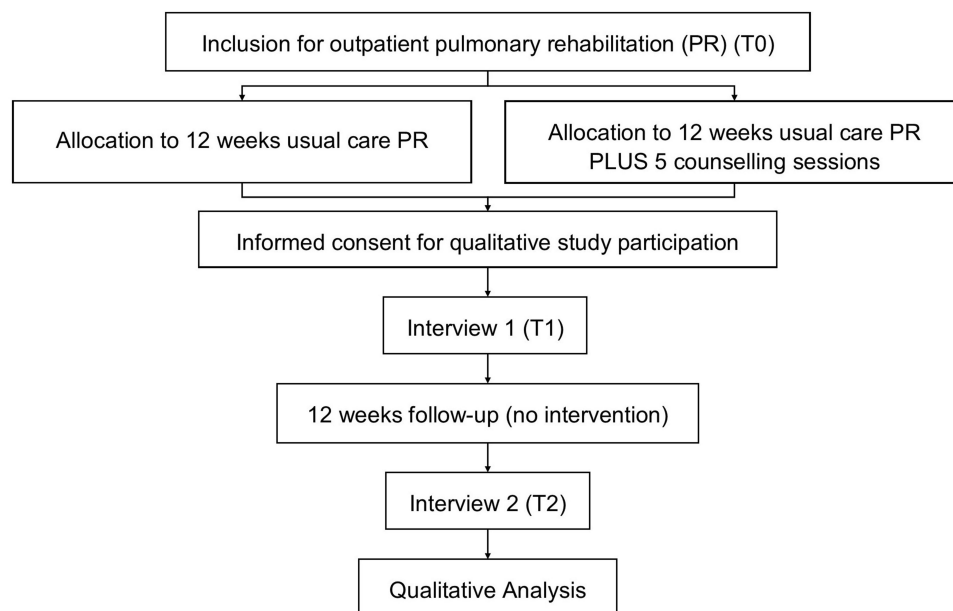 Inclusion for outpatient pulmonary rehabilitation (PR) (T0)
Allocation to 12 weeks usual care PR
Allocation to 12 weeks usual care PR
PLUS 5 counselling sessions
Informed consent for qualitative study participation
Interview 1 (T1)
12 weeks follow-up (no intervention)
Interview 2 (T2)
Qualitative Analysis